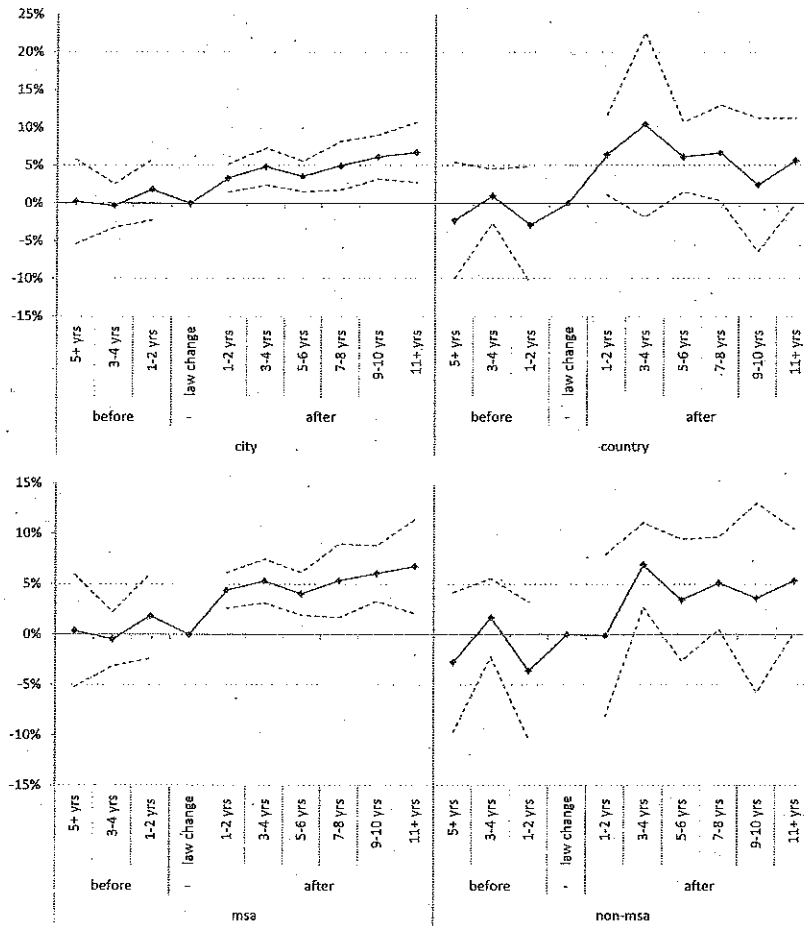 25%
20%
15%
10%
5%
0%
-5%
-10%
-15%
5+ yrs
3-4 yrs
1-2 yrs
law change
1-2 yrs
3-4 yrs
5-6 yrs
7-8 yrs
9-10 yrs
11+ yrs
5+ yrs
3-4 yrs
1-2 yrs
law change
1-2 yrs
3-4 yrs
5-6 yrs
7-8 yrs
9-10 yrs
11+ yrs
before - after before - after
city country
15%
10%
5%
0%
-5%
-10%
-15%
5+ yrs
3-4 yrs
1-2 yrs
law change
1-2 yrs
3-4 yrs
5-6 yrs
7-8 yrs
9-10 yrs
11+ yrs
5+ yrs
3-4 yrs
1-2 yrs
law change
1-2 yrs
3-4 yrs
5-6 yrs
7-8 yrs
9-10 yrs
11+ yrs
before - after before - after
msa non-msa